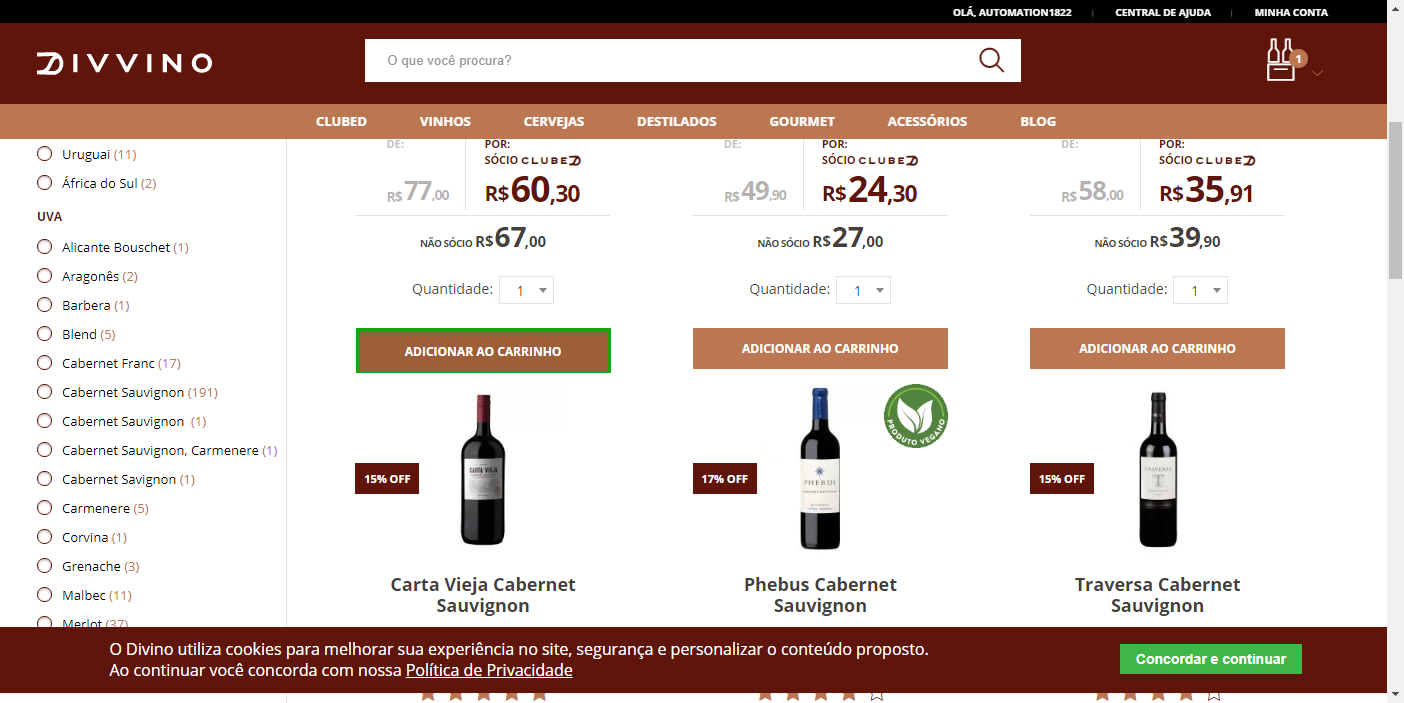 OLÁ, AUTOMATION1822 CENTRAL DE AJUDA MINHA CONTA
DIVVINO
O que você procura?
1
CLUBED VINHOS CERVEJAS DESTILADOS GOURMET ACESSÓRIOS BLOG
Uruguai (11)
África do Sul (2)
UVA
Alicante Bouschet (1)
Aragonês (2)
Barbera (1)
Blend (5)
Cabernet Franc (17)
Cabernet Sauvignon (191)
Cabernet Sauvignon (1)
Cabernet Sauvignon, Carmenere (1)
Cabernet Savignon (1)
Carmenere (5)
Corvina (1)
Grenache (3)
Malbec (11)
Merlot (37)
DE: POR:
SÓCIO CLUBED
R$77,00 R$60,30
NÃO SÓCIO R$67,00
Quantidade: 1
ADICIONAR AO CARRINHO
DE: POR:
SÓCIO CLUBED
R$49,90 R$24,30
NÃO SÓCIO R$27,00
Quantidade: 1
ADICIONAR AO CARRINHO
DE: POR:
SÓCIO CLUBED
R$58,00 R$35,91
NÃO SÓCIO R$39,90
Quantidade: 1
ADICIONAR AO CARRINHO
15% OFF
CARTA VIEJA
Carta Vieja Cabernet
Sauvignon
17% OFF
PHEBUS
PRODUTO VEGANO
Phebus Cabernet
Sauvignon
15% OFF
TRAVERSA
T
Traversa Cabernet
Sauvignon
O Divino utiliza cookies para melhorar sua experiência no site, segurança e personalizar o conteúdo proposto.
Ao continuar você concorda com nossa Política de Privacidade
Concordar e continuar